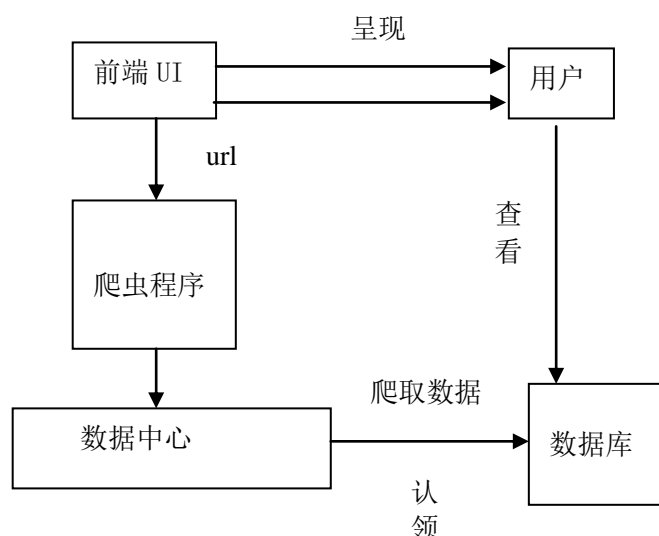 呈现
前端 UI
用户
url
查
看
爬虫程序
爬取数据
数据中心
数据库
认
领